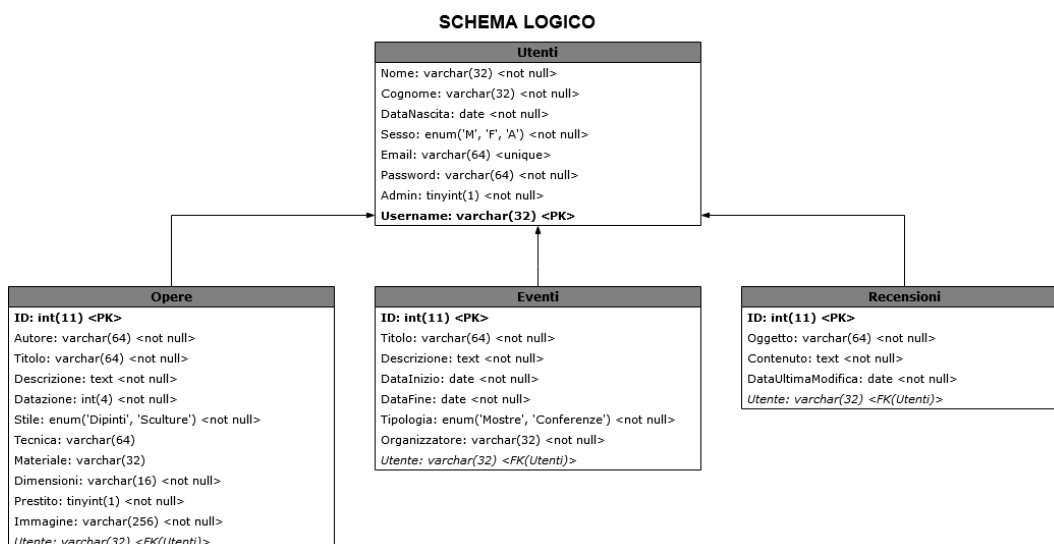 SCHEMA LOGICO
Utenti
Nome: varchar(32) <not null>
Cognome: varchar(32) <not null>
DataNascita: date <not null>
Sesso: enum('M', 'F', 'A') <not null>
Email: varchar(64) <unique>
Password: varchar(64) <not null>
Admin: tinyint(1) <not null>
Username: varchar(32) <PK>
Opere
ID: int(11) <PK>
Autore: varchar(64) <not null>
Titolo: varchar(64) <not null>
Descrizione: text <not null>
Datazione: int(4) <not null>
Stile: enum('Dipinti', 'Sculture') <not null>
Tecnica: varchar(64)
Materiale: varchar(32)
Dimensioni: varchar(16) <not null>
Prestito: tinyint(1) <not null>
Immagine: varchar(256) <not null>
Utente: varchar(32) <FK(Utenti)>
Eventi
ID: int(11) <PK>
Titolo: varchar(64) <not null>
Descrizione: text <not null>
DataInizio: date <not null>
DataFine: date <not null>
Tipologia: enum('Mostre', 'Conferenze') <not null>
Organizzatore: varchar(32) <not null>
Utente: varchar(32) <FK(Utenti)>
Recensioni
ID: int(11) <PK>
Oggetto: varchar(64) <not null>
Contenuto: text <not null>
DataUltimaModifica: date <not null>
Utente: varchar(32) <FK(Utenti)>